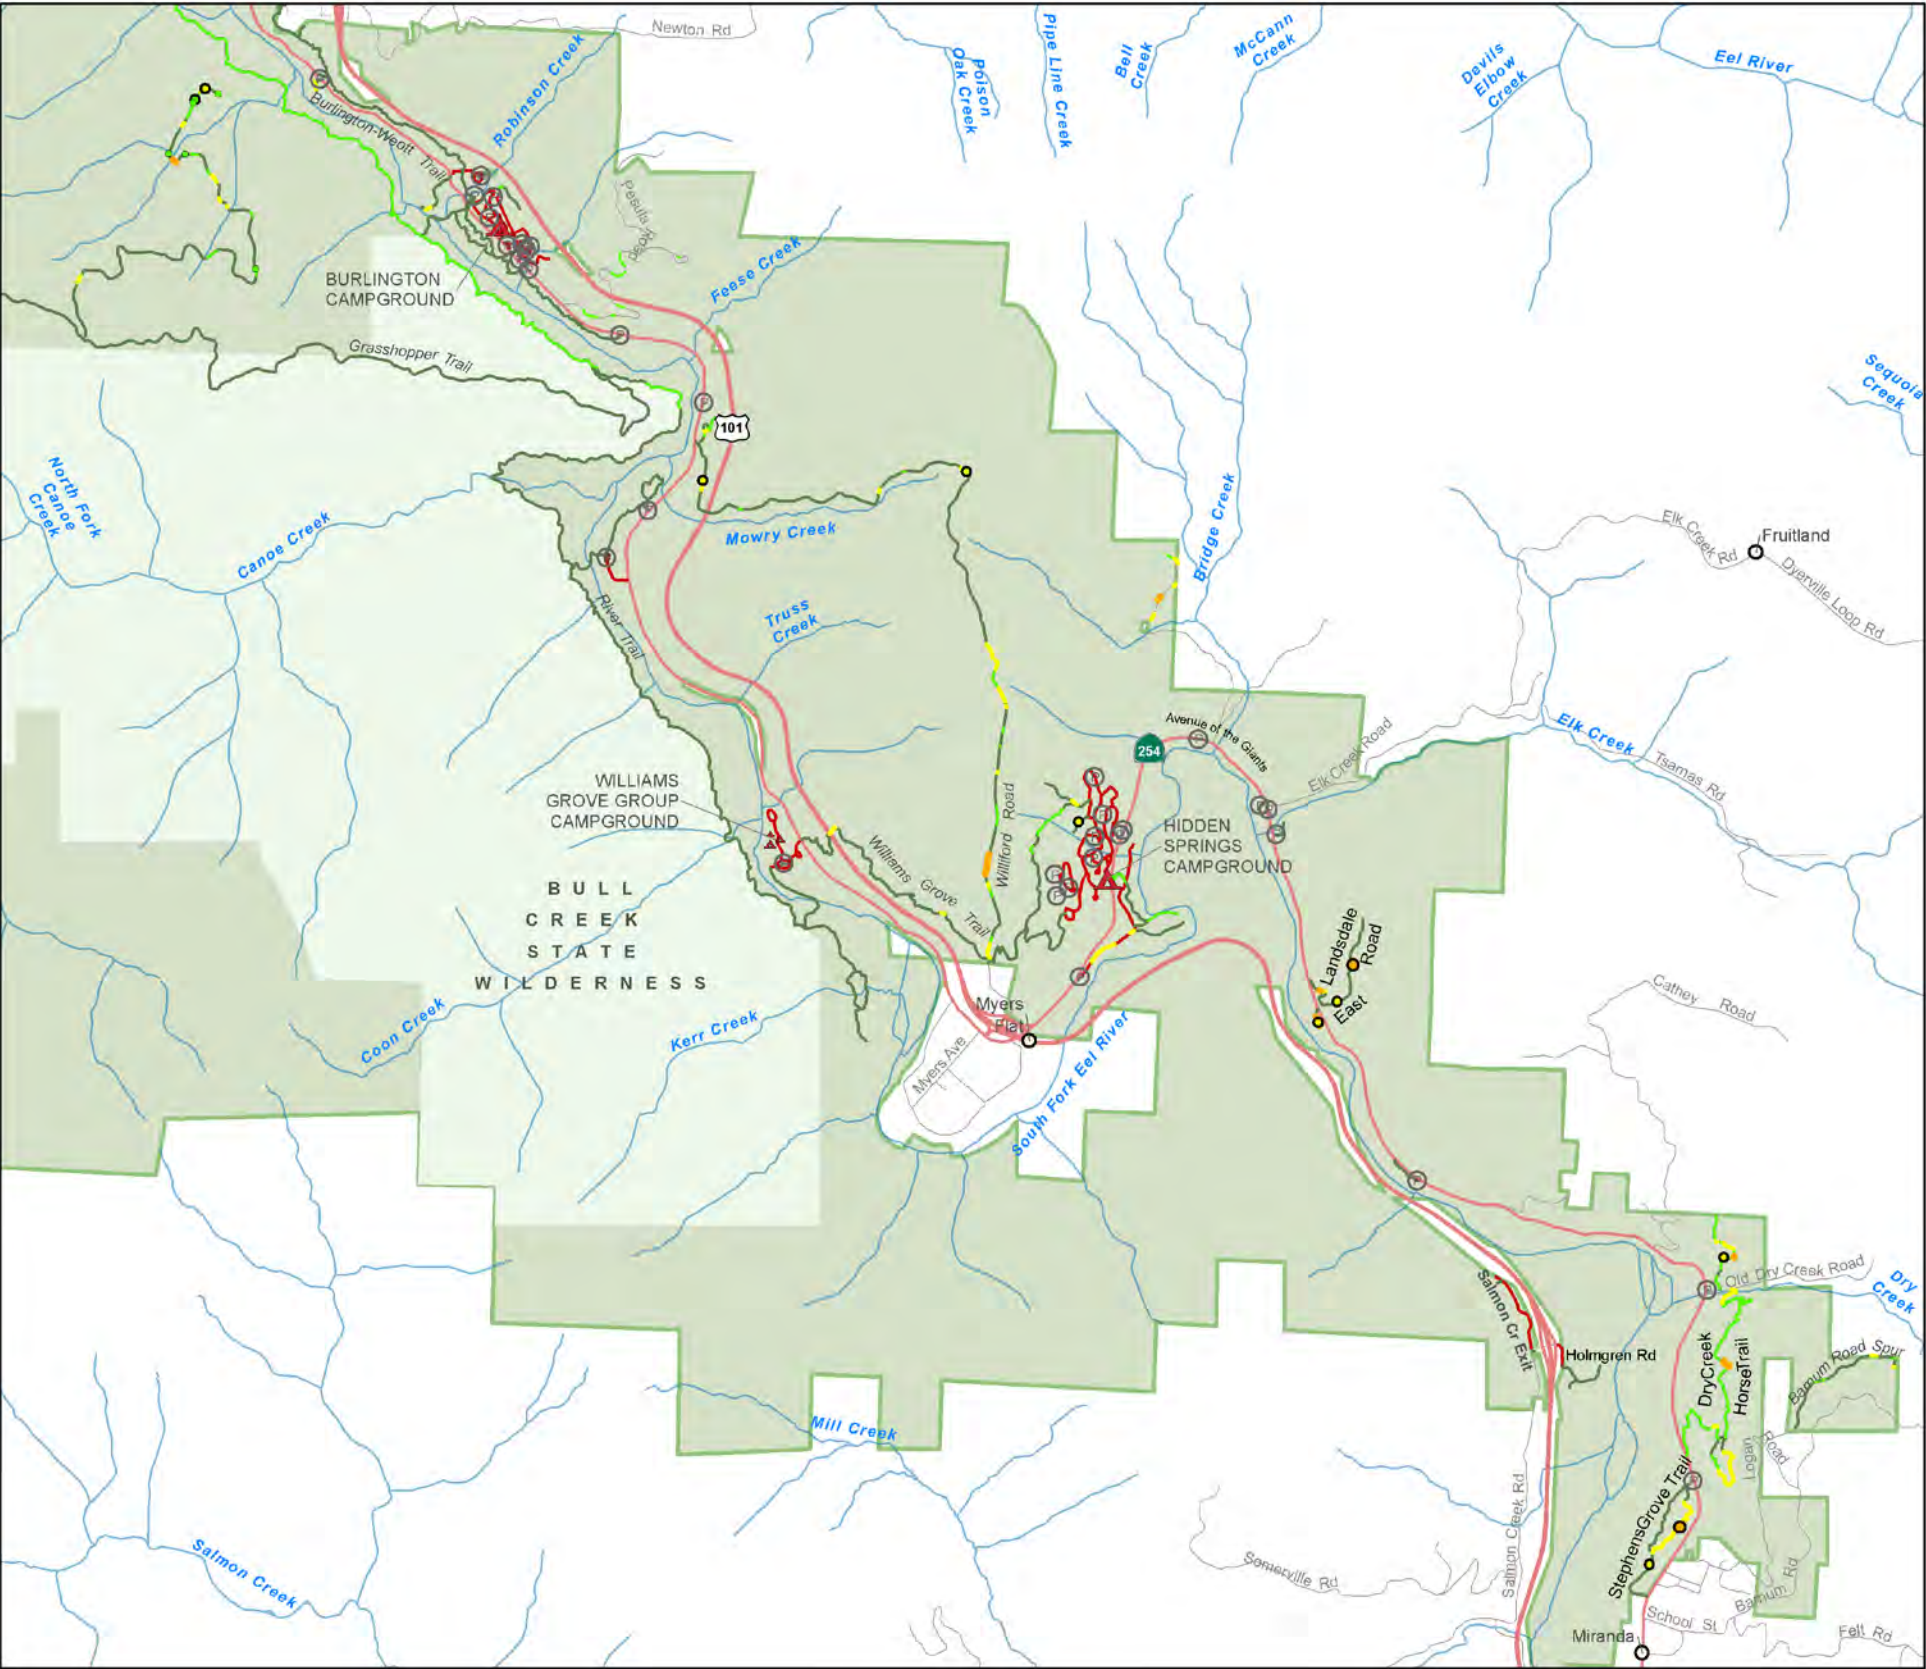 Newton Rd
Poison
Oak Creek
Pipe Line Creek
Bell
Creek
McCann
Creek
Devils
Elbow
Creek
Eel River
Robinson Creek
Burlington-Weott Trail
Pesula
Road
BURLINGTON
CAMPGROUND
Feese Creek
Grasshopper Trail
Sequoia
Creek
101
North Fork
Canoe
Creek
Canoe Creek
Mowry Creek
Bridge Creek
Elk Creek Rd
Fruitland
Dyerville Loop Rd
River Trail
Truss
Creek
Avenue of the Giants
254
Elk Creek Road
Elk Creek
Tsamas Rd
WILLIAMS
GROVE GROUP
CAMPGROUND
Williams Grove Trail
Williford Road
HIDDEN
SPRINGS
CAMPGROUND
BULL
CREEK
STATE
WILDERNESS
Landsdale
Road
East
Cathey Road
Coon Creek
Kerr Creek
Myers
Flat
Myers Ave
South Fork Eel River
Old Dry Creek Road
Dry
Creek
Salmon Cr Exit
Holmgren Rd
DryCreek
HorseTrail
Barnum Road Spur
Mill Creek
Logan
Road
StephensGrove Trail
Salmon Creek Rd
Salmon Creek
Somerville Rd
Barnum Rd
School St
Miranda
Felt Rd